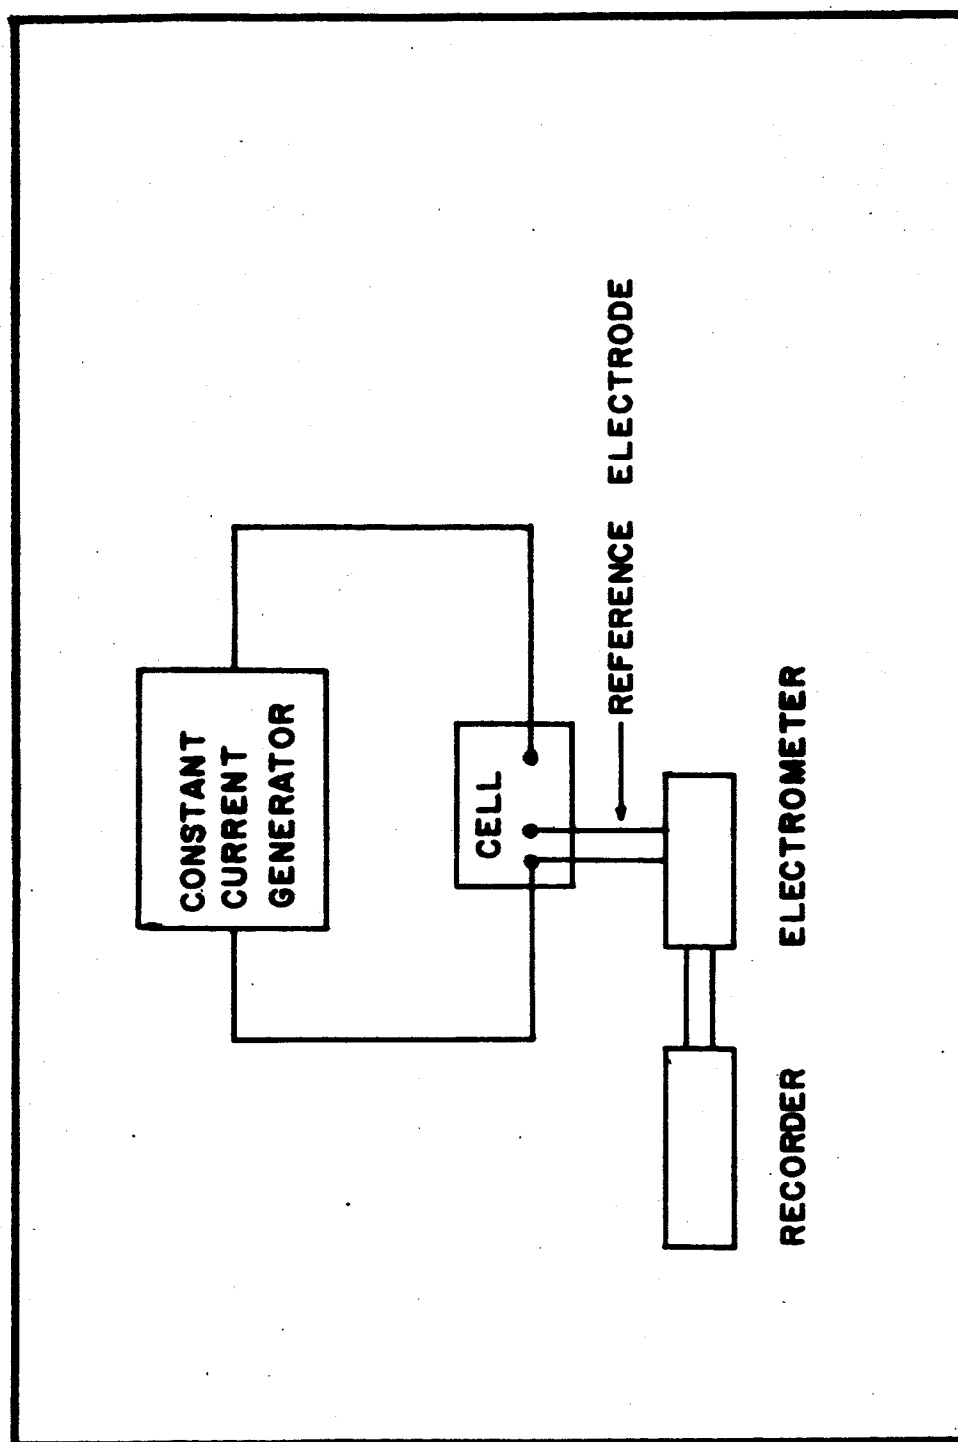 CONSTANT
CURRENT
GENERATOR
CELL
REFERENCE ELECTRODE
RECORDER
ELECTROMETER